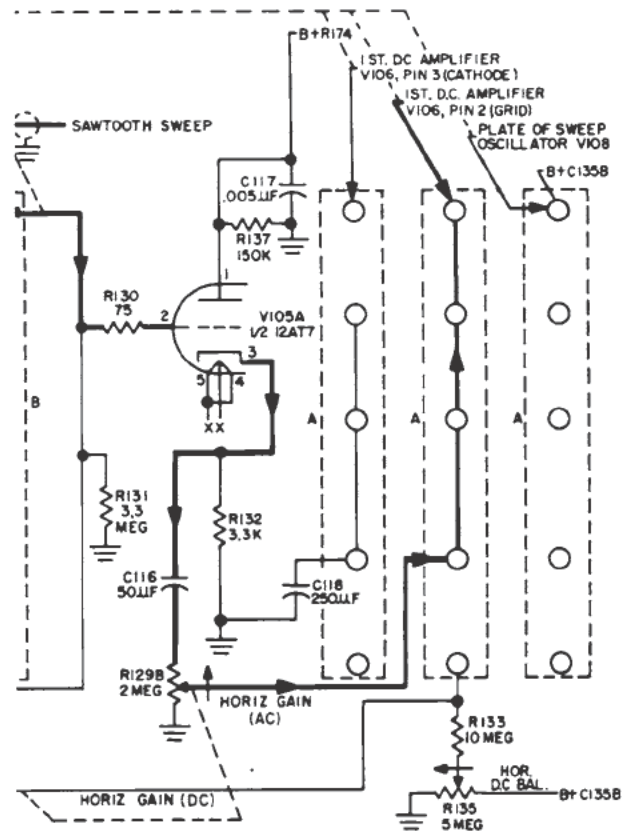 B+R174
1ST. DC AMPLIFIER
V106, PIN 3 (CATHODE)
1ST. D.C. AMPLIFIER
V106, PIN 2 (GRID)
PLATE OF SWEEP
OSCILLATOR V108
B+C135B
SAWTOOTH SWEEP
C117
.005µF
R137
150K
1
R130
75
2
V105A
1/2 12AT7
3
5
4
XX
B
A
A
A
R131
3.3
MEG
R132
3.3K
C116
50µF
C118
250µµF
R129B
2 MEG
HORIZ GAIN
(AC)
R133
10 MEG
HOR.
D.C BAL.
B+C135B
R135
5 MEG
HORIZ GAIN (DC)